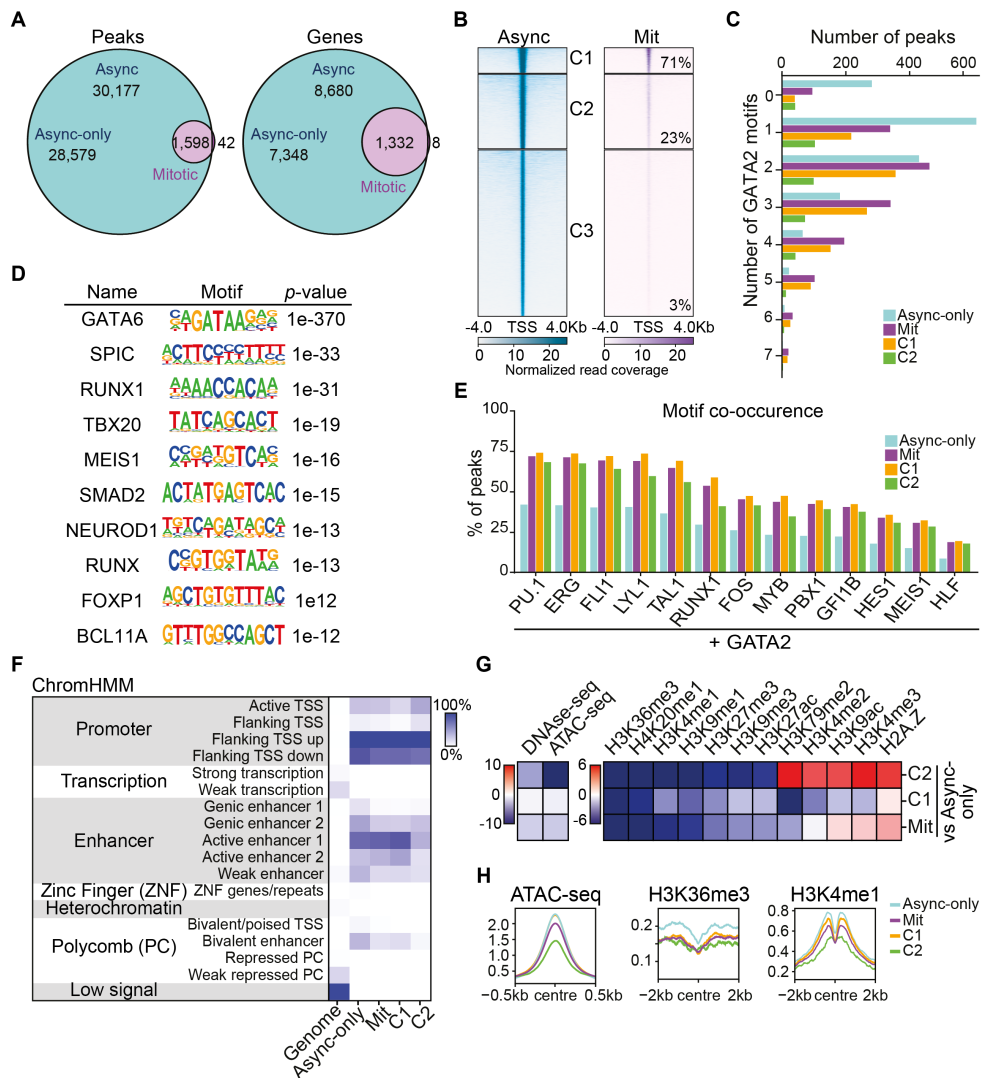 A
Peaks
Async
30,177
Async-only
28,579
1,598
42
Mitotic
Genes
Async
8,680
Async-only
7,348
1,332
8
Mitotic
B
Async
Mit
C1
C2
C3
71%
23%
3%
-4.0 TSS 4.0Kb
-4.0 TSS 4.0Kb
0 10 20
0 10 20
Normalized read coverage
C
Number of peaks
0 200 400 600
Number of GATA2 motifs
0
1
2
3
4
5
6
7
Async-only
Mit
C1
C2
D
Name Motif p-value
GATA6 1e-370
SPIC ACTTCCCCTTTT 1e-33
RUNX1 AAAACCACAA 1e-31
TBX20 TATCAGCACT 1e-19
MEIS1 1e-16
SMAD2 ACTATGAGTCAC 1e-15
NEUROD1 1e-13
RUNX 1e-13
FOXP1 AGCTGTGTTTAC 1e12
BCL11A GTTTGGCCAGCT 1e-12
E
Motif co-occurence
% of peaks
100
75
50
25
0
Async-only
Mit
C1
C2
PU.1 ERG FLI1 LYL1 TAL1 RUNX1 FOS MYB PBX1 GFI1B HES1 MEIS1 HLF
+ GATA2
F
ChromHMM
Promoter
Active TSS
Flanking TSS
Flanking TSS up
Flanking TSS down
Transcription
Strong transcription
Weak transcription
Enhancer
Genic enhancer 1
Genic enhancer 2
Active enhancer 1
Active enhancer 2
Weak enhancer
Zinc Finger (ZNF) ZNF genes/repeats
Heterochromatin
Polycomb (PC)
Bivalent/poised TSS
Bivalent enhancer
Repressed PC
Weak repressed PC
Low signal
100%
0%
Genome Async-only Mit C1 C2
G
DNAse-seq ATAC-seq
H3K36me3 H4K20me1 H3K4me1 H3K9me1 H3K27me3 H3K9me3 H3K27ac H3K79me2 H3K4me2 H3K9ac H3K4me3 H2A.Z
10
0
-10
6
0
-6
C2
C1
Mit
vs Async-only
H
ATAC-seq
3
2
1
−0.5kb centre 0.5kb
H3K36me3
0.2
0.1
−2kb centre 2kb
H3K4me1
0.8
0.6
0.4
0.2
−2kb centre 2kb
Async-only
Mit
C1
C2